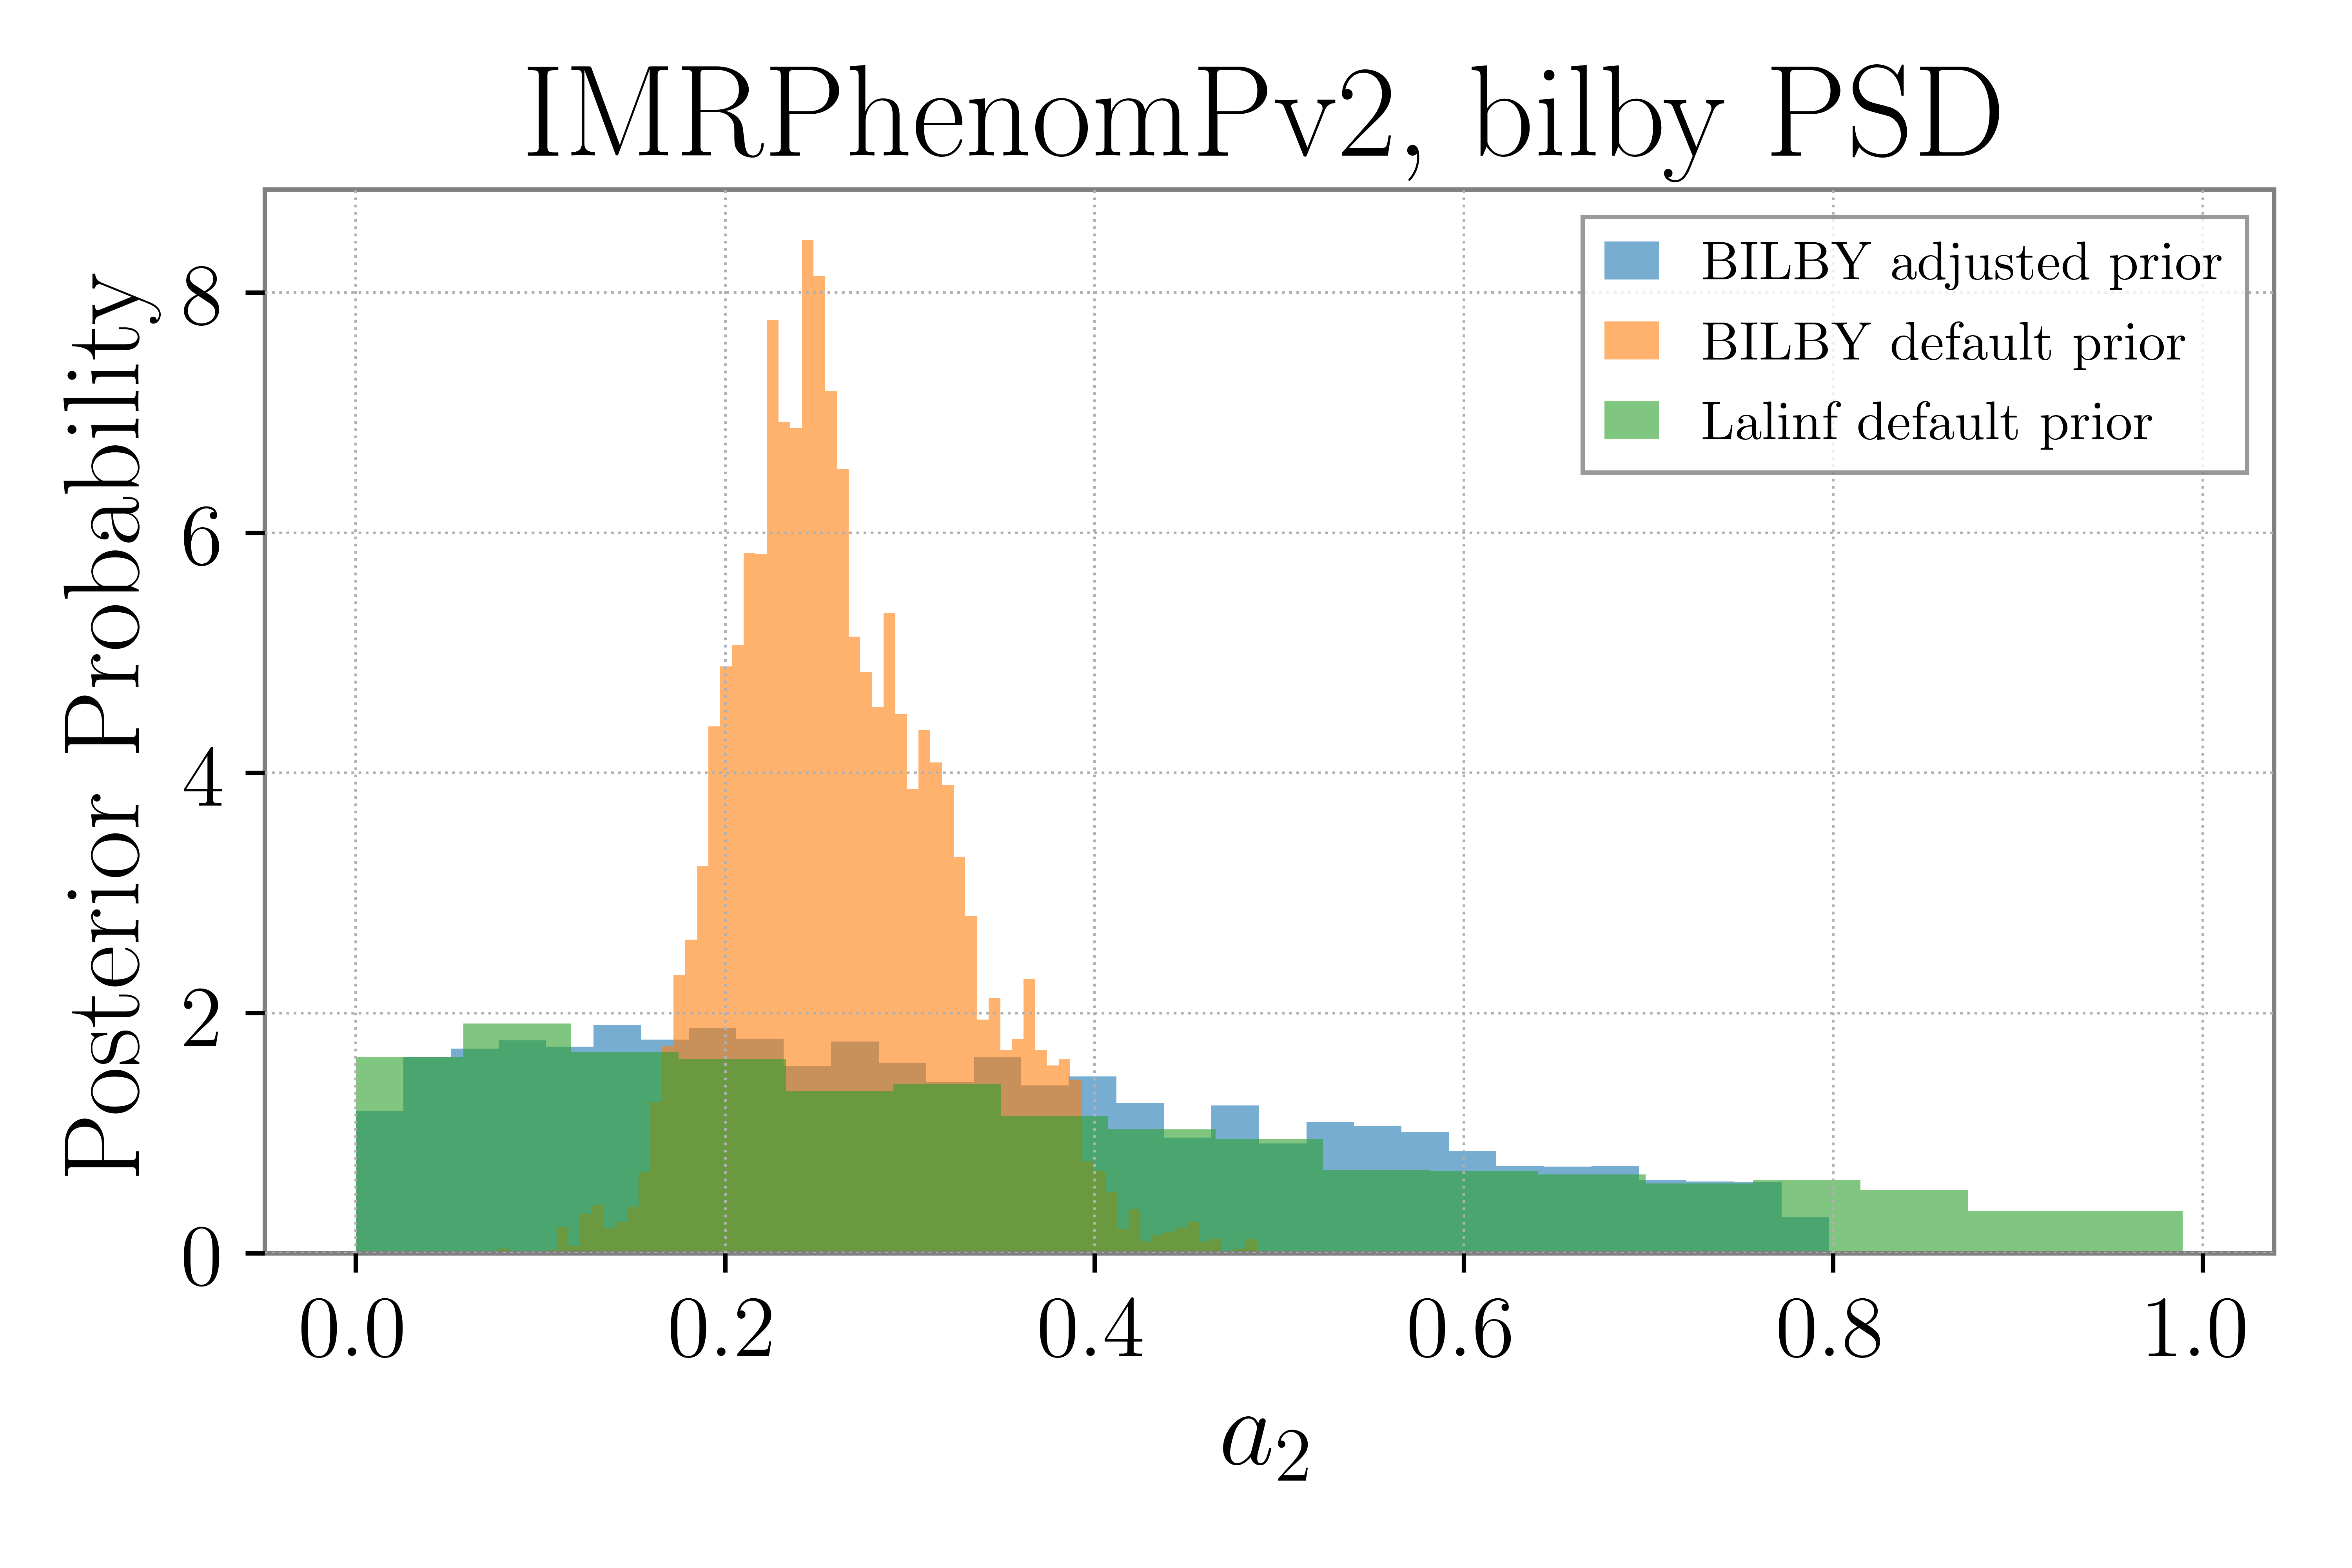 IMRPhenomPv2, bilby PSD
BILBY adjusted prior
BILBY default prior
Lalinf default prior
Posterior Probability
8
6
4
2
0
0.0 0.2 0.4 0.6 0.8 1.0
a₂